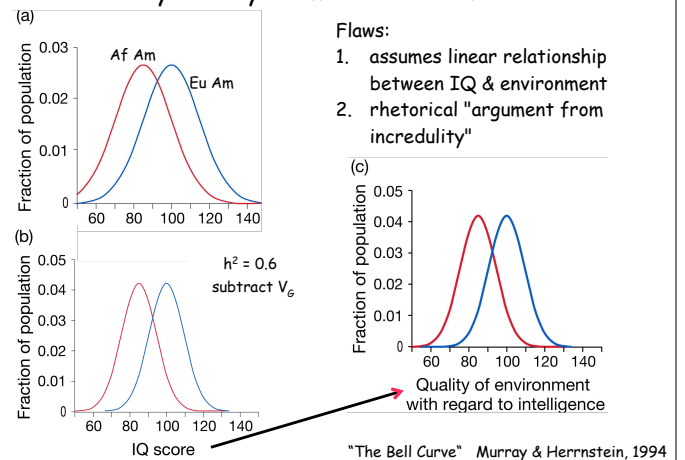 (a)
Fraction of population
0.03
0.02
0.01
0
Af Am
Eu Am
60 80 100 120 140
(b)
Fraction of population
0.05
0.04
0.03
0.02
0.01
0
h² = 0.6
subtract V_G
60 80 100 120 140
IQ score
Flaws:
1. assumes linear relationship
between IQ & environment
2. rhetorical "argument from
incredulity"
(c)
Fraction of population
0.05
0.04
0.03
0.02
0.01
0
60 80 100 120 140
Quality of environment
with regard to intelligence
"The Bell Curve" Murray & Herrnstein, 1994